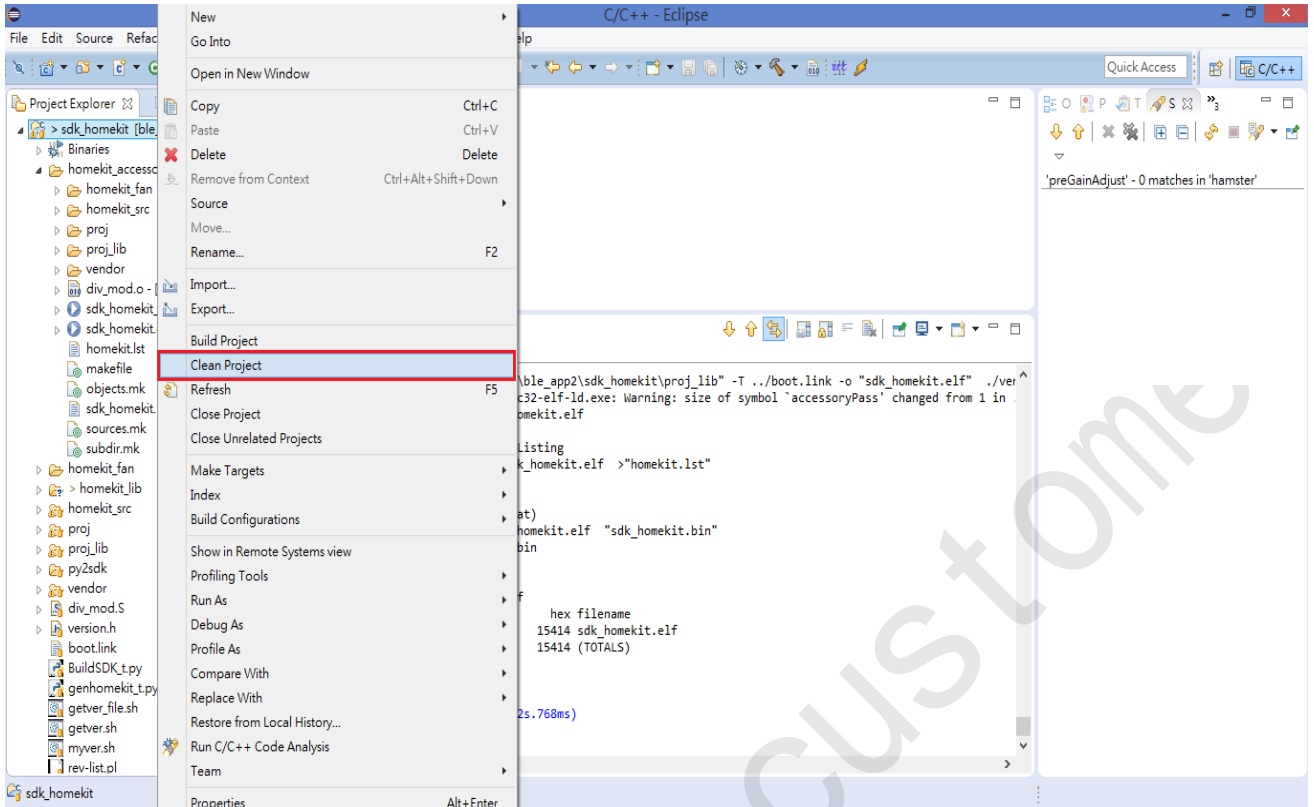 C/C++ - Eclipse
File Edit Source Refac
elp
Quick Access
C/C++
Project Explorer
> sdk_homekit [ble_
Binaries
homekit_accesso
homekit_fan
homekit_src
proj
proj_lib
vendor
div_mod.o - [
sdk_homekit_
sdk_homekit.
homekit.lst
makefile
objects.mk
sdk_homekit.
sources.mk
subdir.mk
homekit_fan
> homekit_lib
homekit_src
proj
proj_lib
py2sdk
vendor
div_mod.S
version.h
boot.link
BuildSDK_t.py
genhomekit_t.py
getver_file.sh
getver.sh
myver.sh
rev-list.pl
sdk_homekit
New
Go Into
Open in New Window
Copy Ctrl+C
Paste Ctrl+V
Delete Delete
Remove from Context Ctrl+Alt+Shift+Down
Source
Move...
Rename... F2
Import...
Export...
Build Project
Clean Project
Refresh F5
Close Project
Close Unrelated Projects
Make Targets
Index
Build Configurations
Show in Remote Systems view
Profiling Tools
Run As
Debug As
Profile As
Compare With
Replace With
Restore from Local History...
Run C/C++ Code Analysis
Team
Properties Alt+Enter
\ble_app2\sdk_homekit\proj_lib" -T ../boot.link -o "sdk_homekit.elf" ./ver
c32-elf-ld.exe: Warning: size of symbol `accessoryPass' changed from 1 in .
omekit.elf
Listing
k_homekit.elf >"homekit.lst"
at)
homekit.elf "sdk_homekit.bin"
bin
f
hex filename
15414 sdk_homekit.elf
15414 (TOTALS)
2s.768ms)
O P T S 3
'preGainAdjust' - 0 matches in 'hamster'
custome